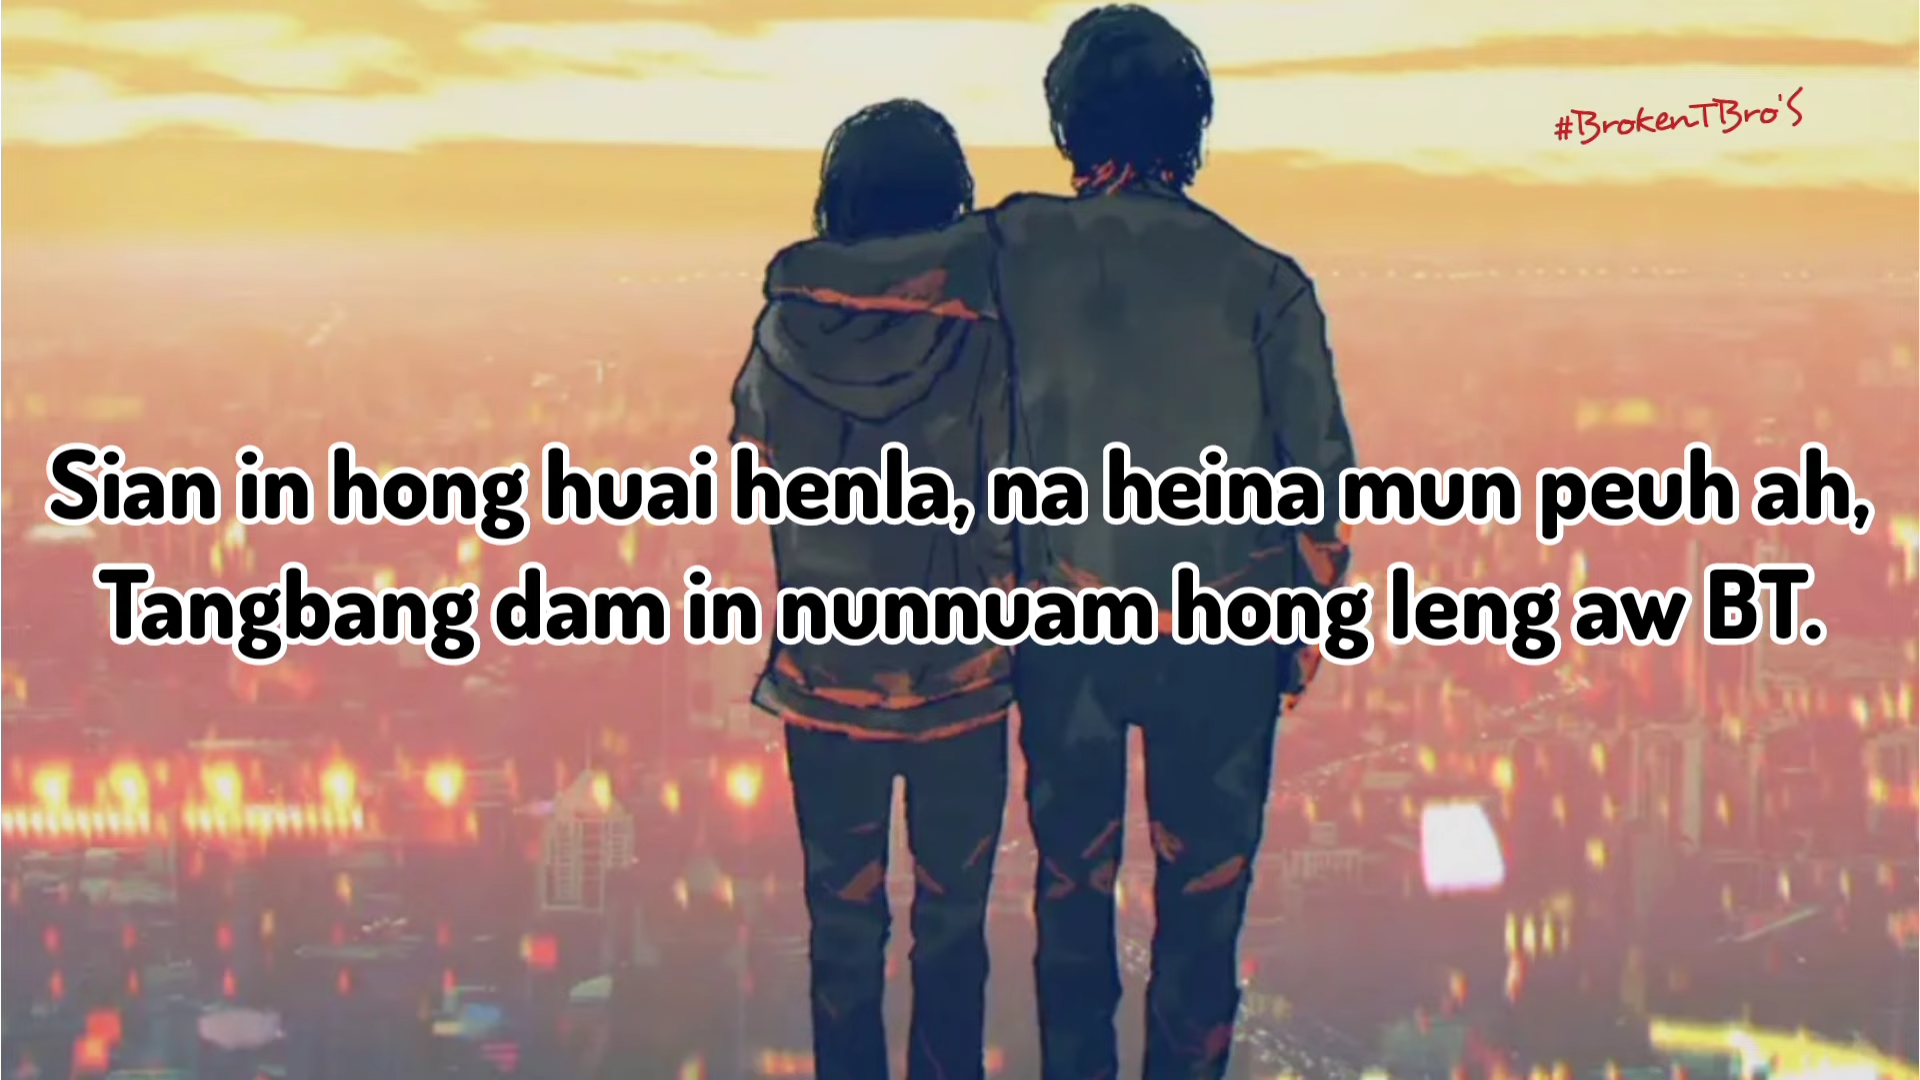 #BrokenTBro'S
Sian in hong huai henla, na heina mun peuh ah,
Tangbang dam in nunnuam hong leng aw BT.